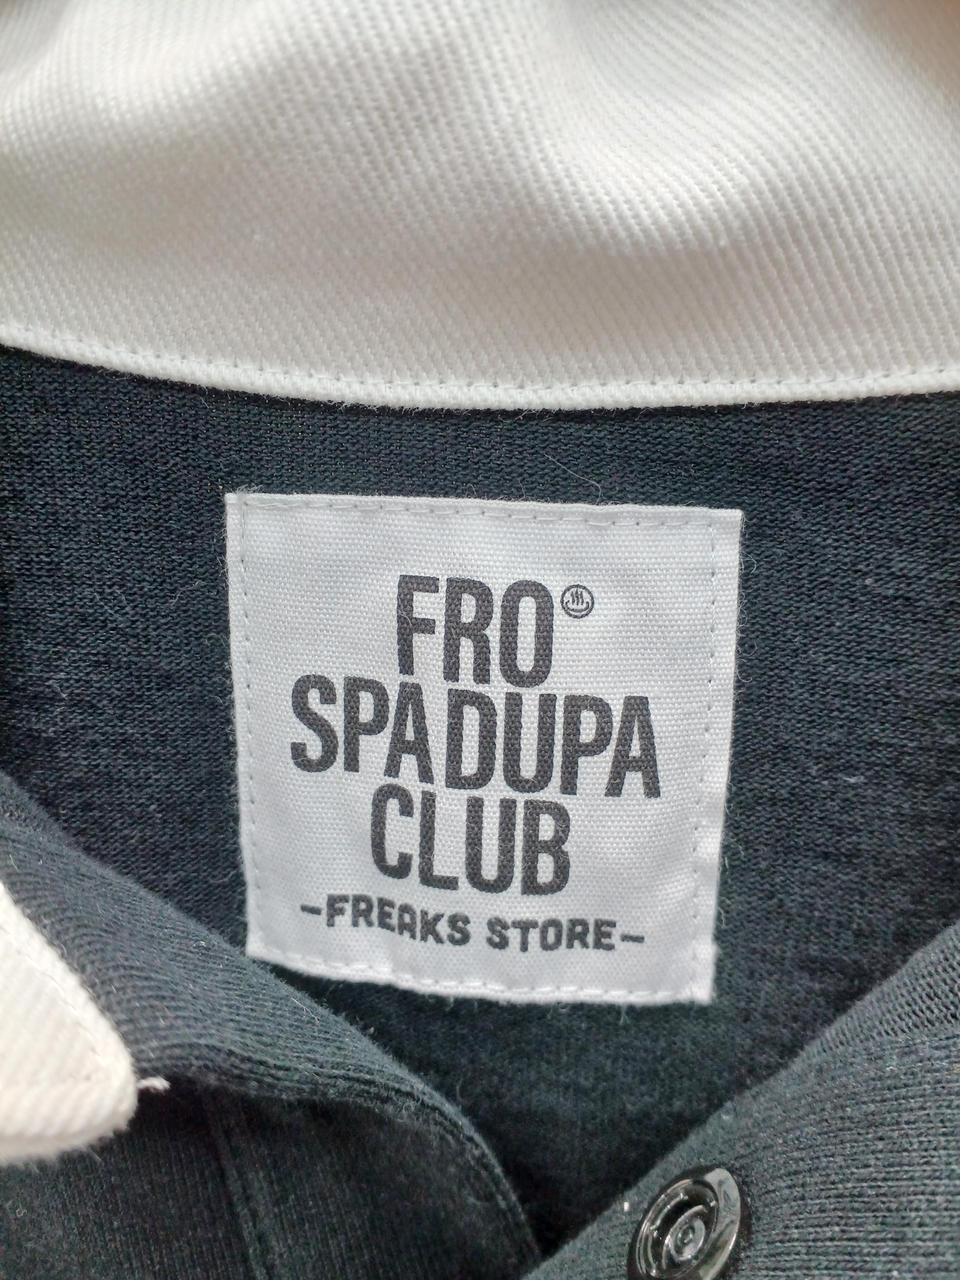 FRO
SPADUPA
CLUB
-FREAKS STORE-